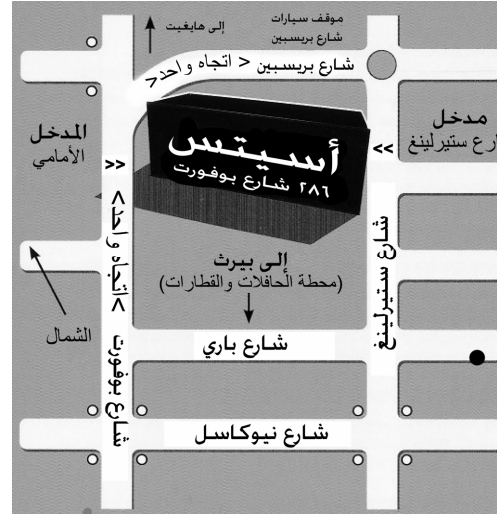 موقف سيارات
شارع بريسبين
إلى هايغيت
شارع بريسبين < اتجاه واحد<
مدخل
شارع ستيرلينغ
المدخل
الأمامي
أسيتس
٢٨٦ شارع بوفورت
>>
<<
<اتجاه واحد>
شارع ستيرلينغ
إلى بيرث
(محطة الحافلات والقطارات)
الشمال
شارع باري
شارع بوفورت
شارع نيوكاسل